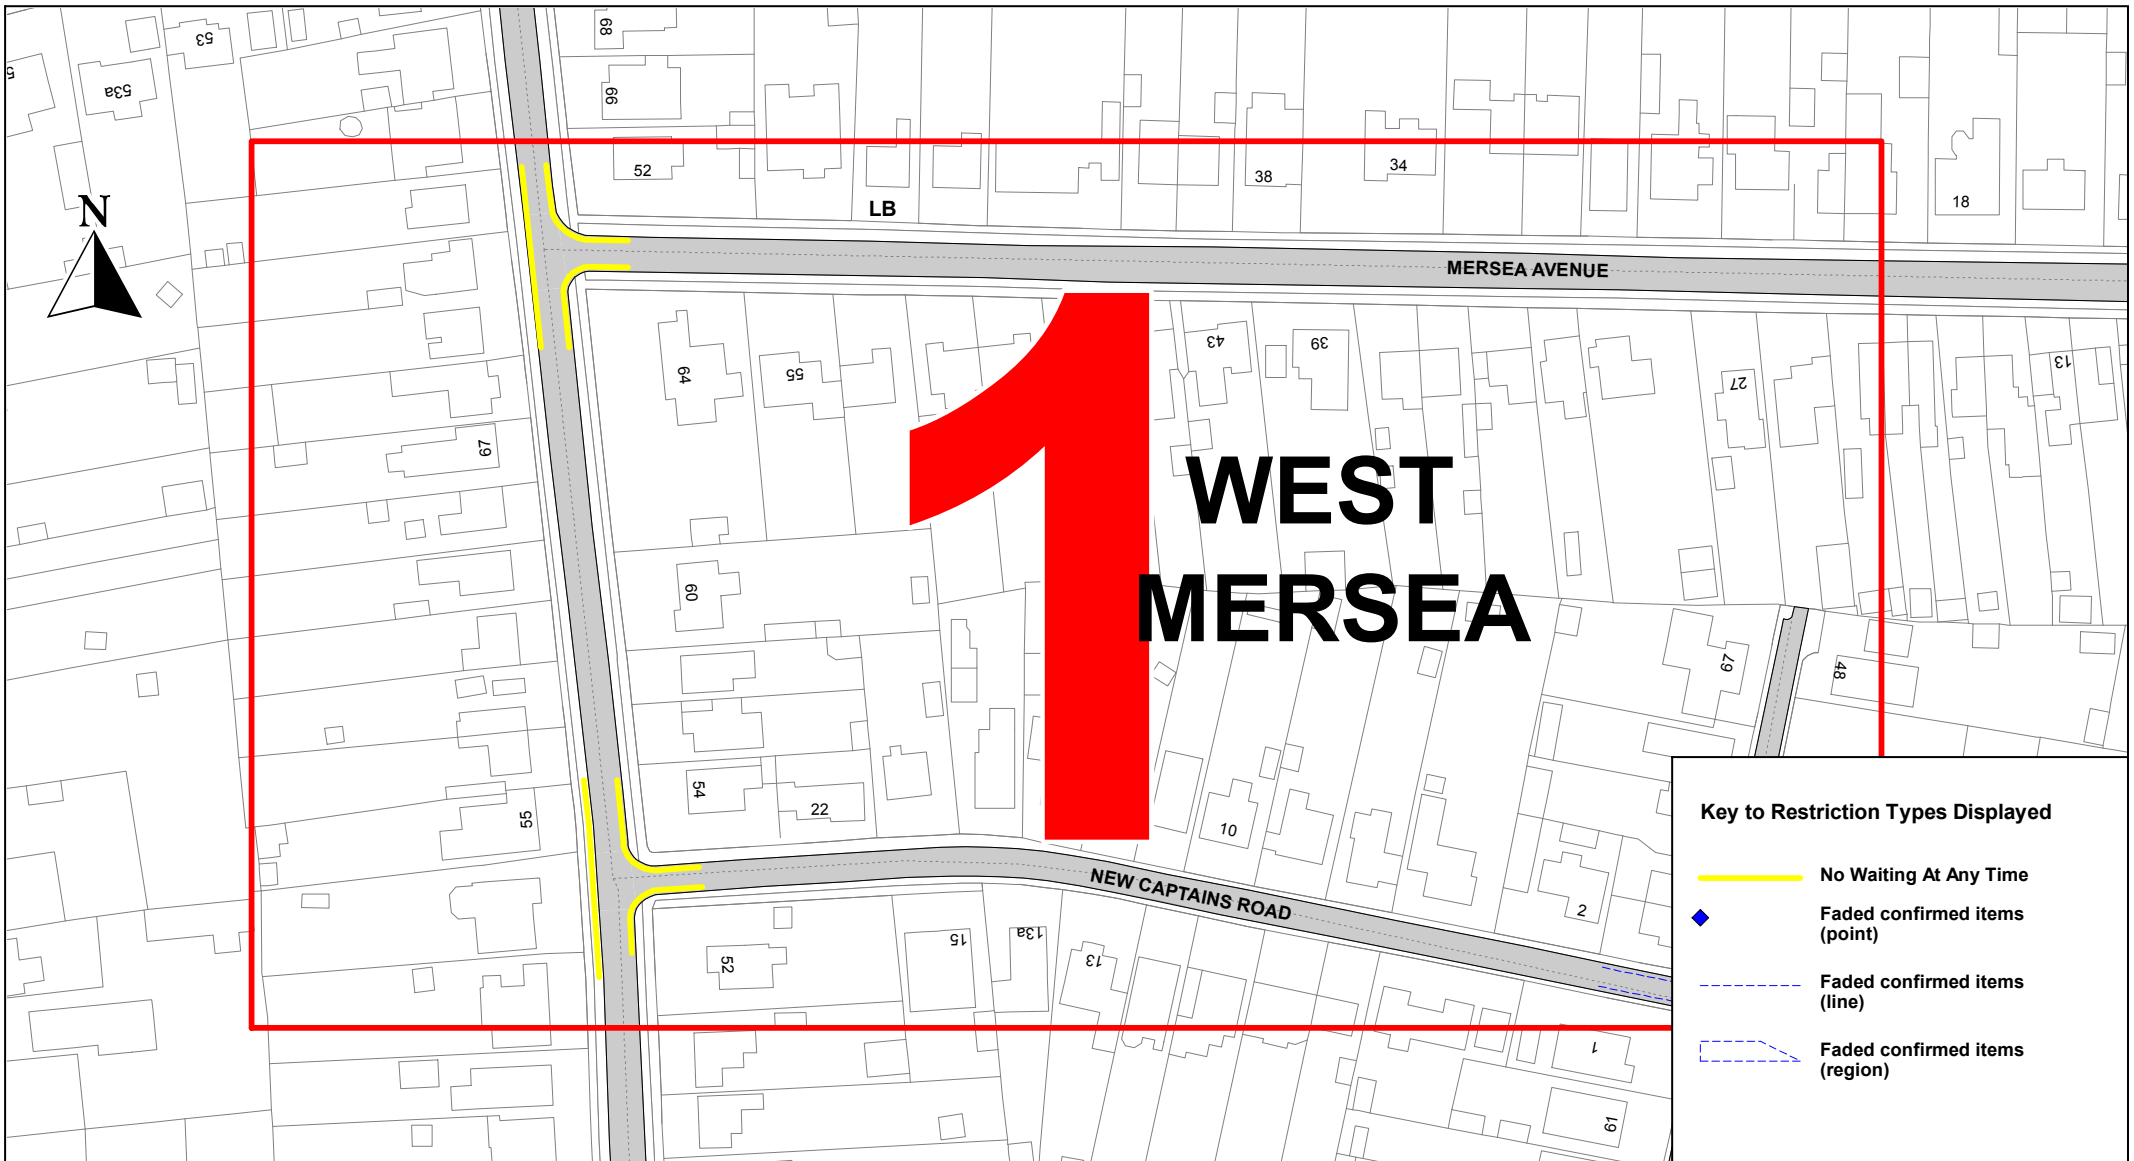 68
53
53a
5
66
52
38
34
18
N
LB
MERSEA AVENUE
1
64
55
43
39
27
13
67
WEST
MERSEA
60
67
48
54
22
55
10
2
NEW CAPTAINS ROAD
52
15
13a
13
1
61
Key to Restriction Types Displayed
No Waiting At Any Time
Faded confirmed items
(point)
Faded confirmed items
(line)
Faded confirmed items
(region)